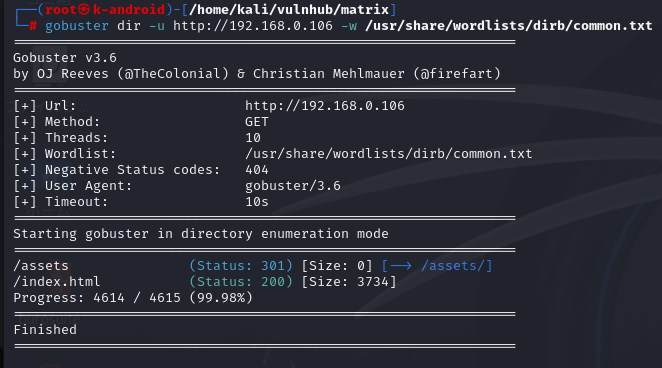 ┌──(root㉿k-android)-[/home/kali/vulnhub/matrix]
└─# gobuster dir -u http://192.168.0.106 -w /usr/share/wordlists/dirb/common.txt
===============================================================
Gobuster v3.6
by OJ Reeves (@TheColonial) & Christian Mehlmauer (@firefart)
===============================================================
[+] Url:                     http://192.168.0.106
[+] Method:                  GET
[+] Threads:                 10
[+] Wordlist:                /usr/share/wordlists/dirb/common.txt
[+] Negative Status codes:   404
[+] User Agent:              gobuster/3.6
[+] Timeout:                 10s
===============================================================
Starting gobuster in directory enumeration mode
===============================================================
/assets               (Status: 301) [Size: 0] [--> /assets/]
/index.html           (Status: 200) [Size: 3734]
Progress: 4614 / 4615 (99.98%)
===============================================================
Finished
===============================================================